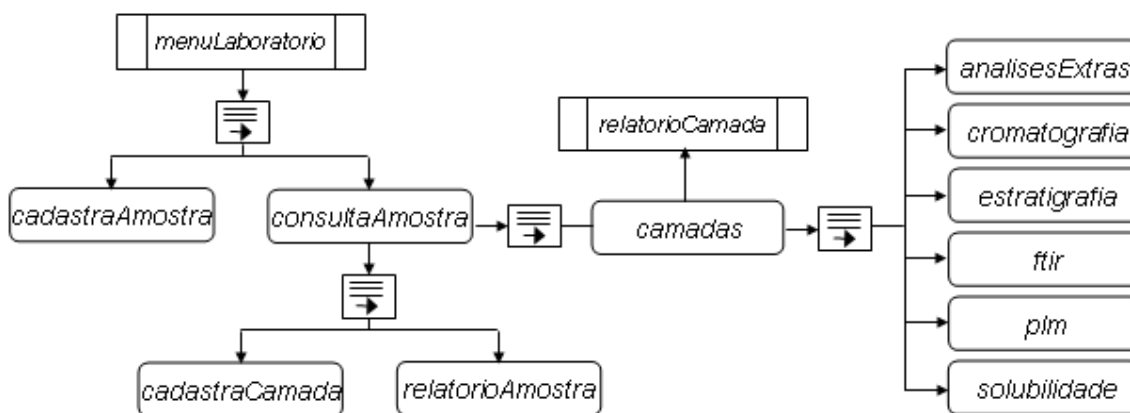 menuLaboratorio
relatorioCamada
cadastraAmostra
consultaAmostra
camadas
cadastraCamada
relatorioAmostra
analisesExtras
cromatografia
estratigrafia
ftir
plm
solubilidade